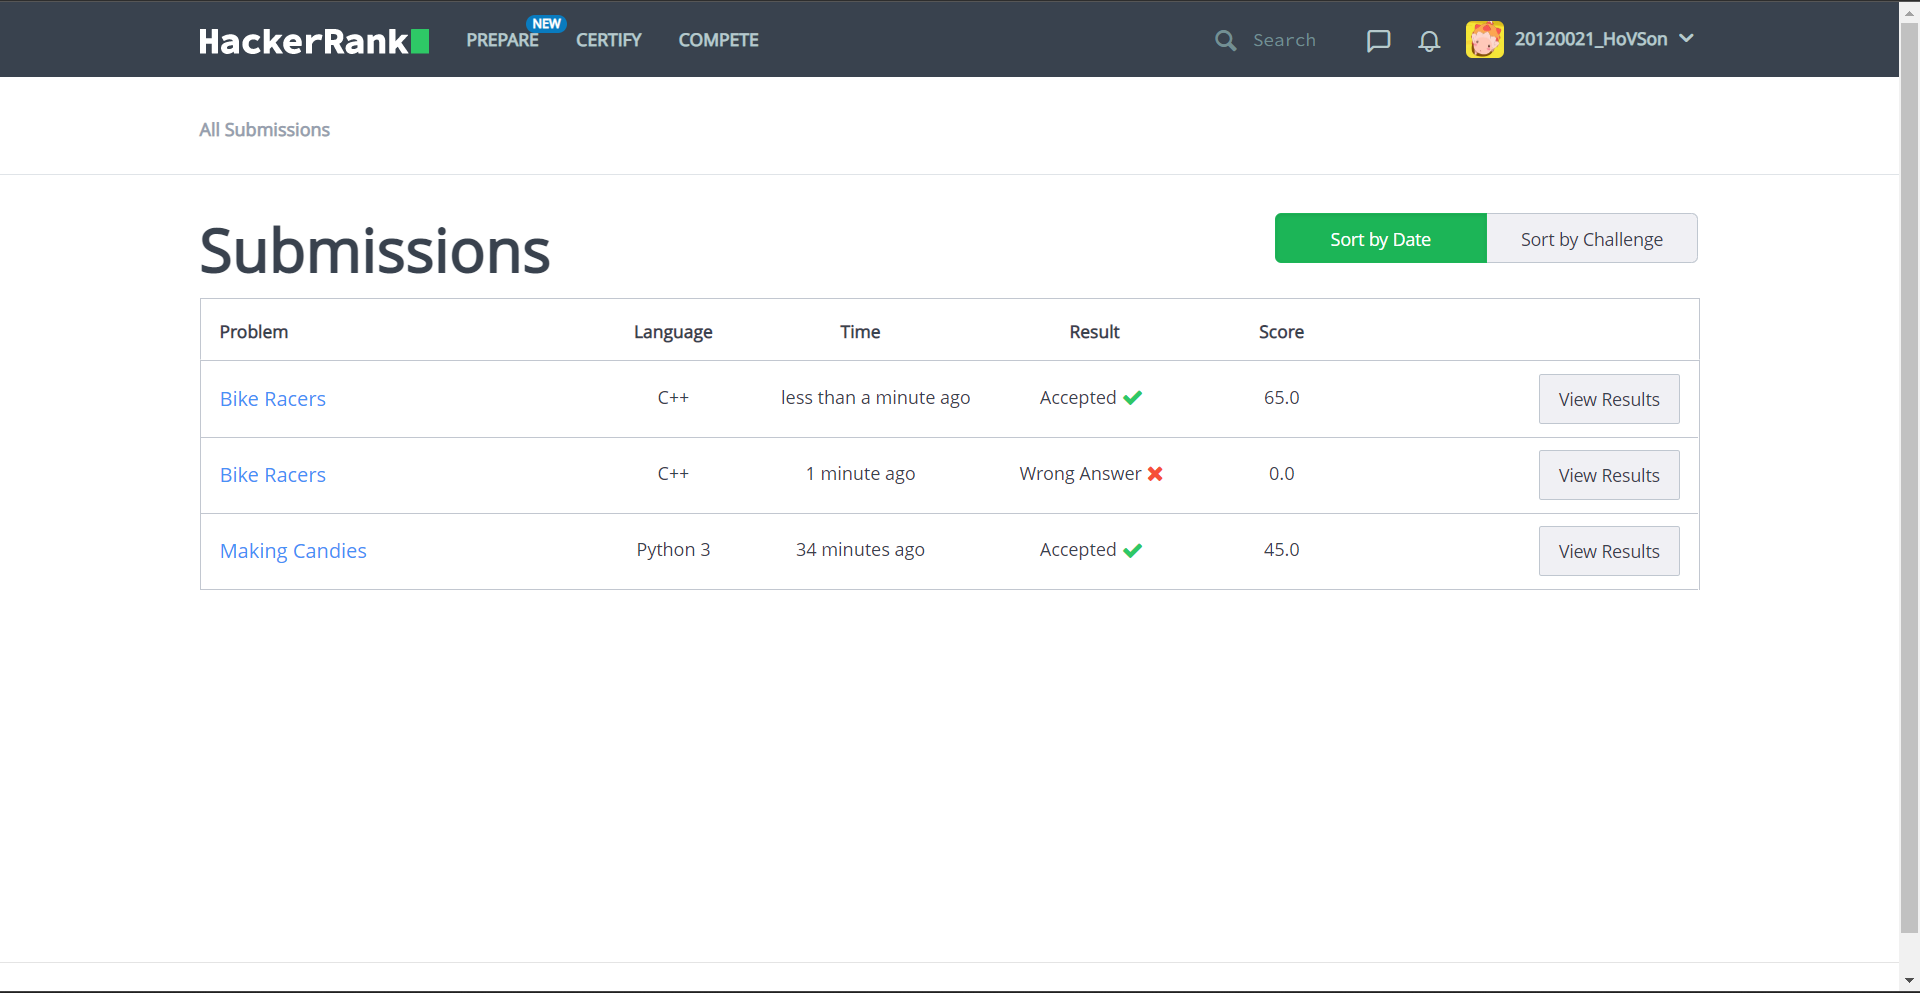 HackerRank PREPARE NEW CERTIFY COMPETE Search 20120021_HoVSon
All Submissions
Submissions Sort by Date Sort by Challenge
Problem Language Time Result Score
Bike Racers C++ less than a minute ago Accepted 65.0 View Results
Bike Racers C++ 1 minute ago Wrong Answer 0.0 View Results
Making Candies Python 3 34 minutes ago Accepted 45.0 View Results